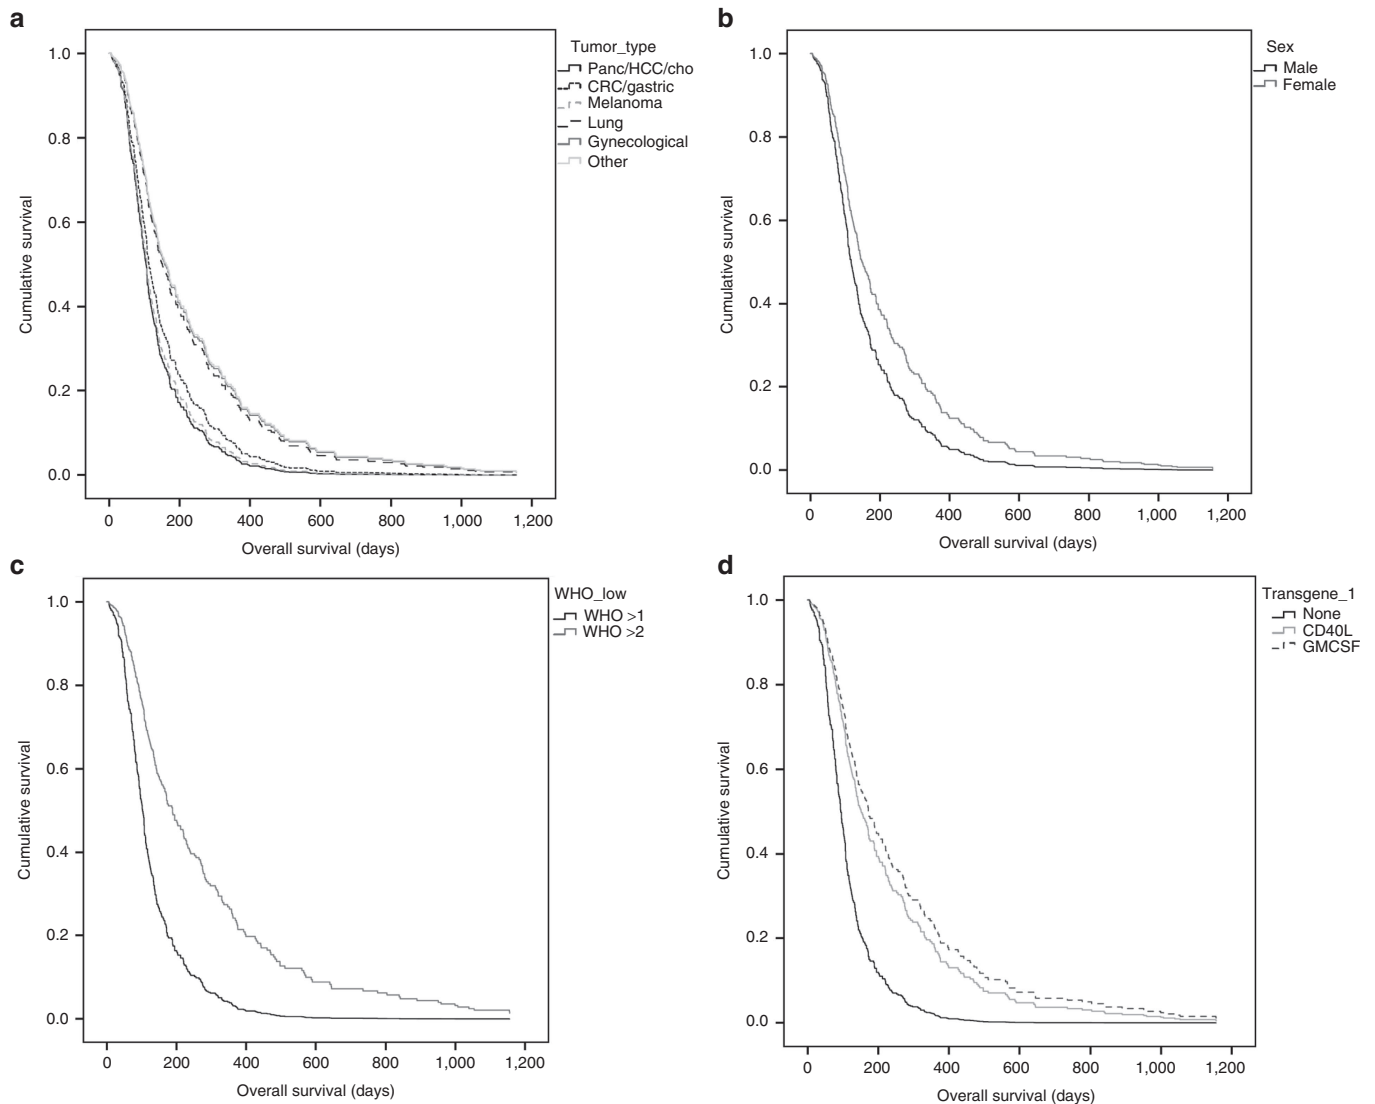 a
Tumor_type
Panc/HCC/cho
CRC/gastric
Melanoma
Lung
Gynecological
Other
1.0
0.8
0.6
0.4
0.2
0.0
Cumulative survival
0 200 400 600 800 1,000 1,200
Overall survival (days)
b
Sex
Male
Female
1.0
0.8
0.6
0.4
0.2
0.0
Cumulative survival
0 200 400 600 800 1,000 1,200
Overall survival (days)
c
WHO_low
WHO >1
WHO >2
1.0
0.8
0.6
0.4
0.2
0.0
Cumulative survival
0 200 400 600 800 1,000 1,200
Overall survival (days)
d
Transgene_1
None
CD40L
GMCSF
1.0
0.8
0.6
0.4
0.2
0.0
Cumulative survival
0 200 400 600 800 1,000 1,200
Overall survival (days)